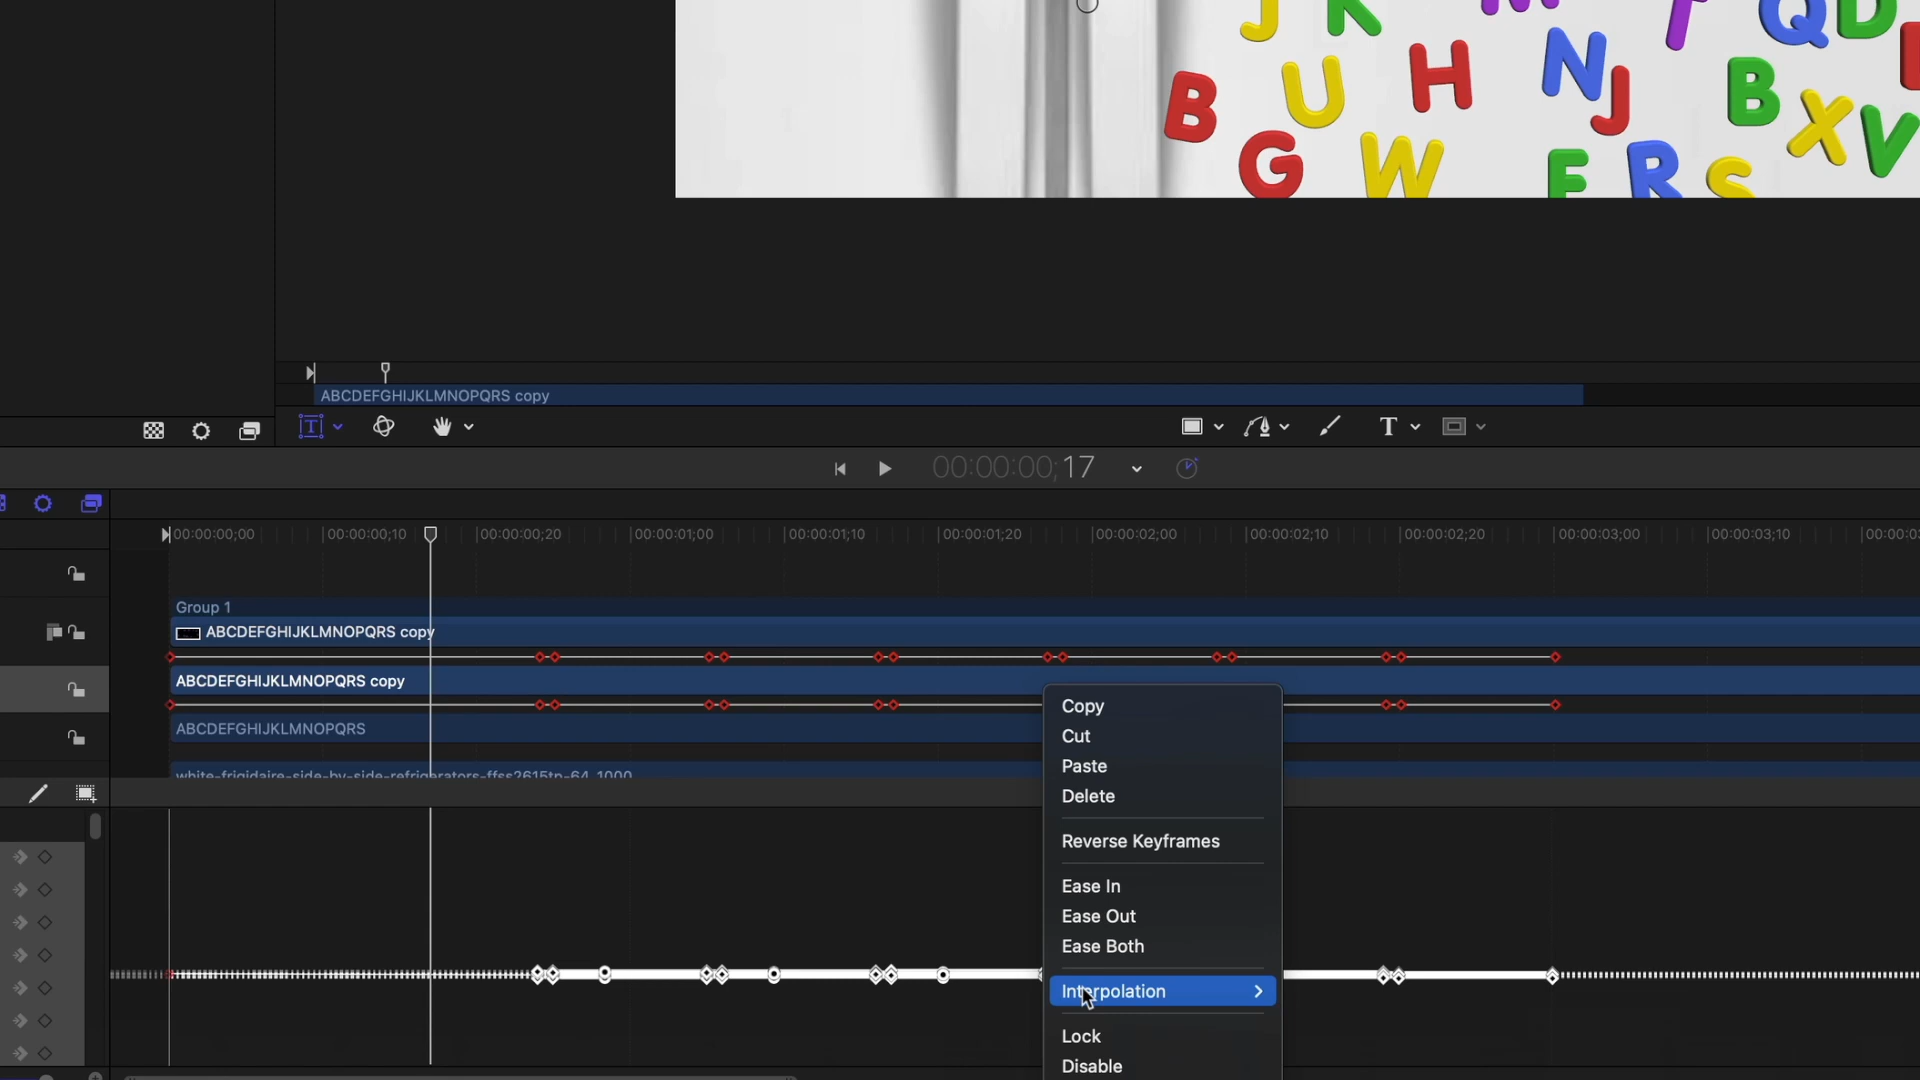 J K M T Q D
B U H N J B X V
G W F R S
ABCDEFGHIJKLMNOPQRS copy
T T
00:00:00;17
00:00:00;00 00:00:00;10 00:00:00;20 00:00:01;00 00:00:01;10 00:00:01;20 00:00:02;00 00:00:02;10 00:00:02;20 00:00:03;00 00:00:03;10 00:00:0
Group 1
ABCDEFGHIJKLMNOPQRS copy
ABCDEFGHIJKLMNOPQRS copy
ABCDEFGHIJKLMNOPQRS
white-frigidaire-side-by-side-refrigerators-ffss2615tp-64_1000
Copy
Cut
Paste
Delete
Reverse Keyframes
Ease In
Ease Out
Ease Both
Interpolation
Lock
Disable